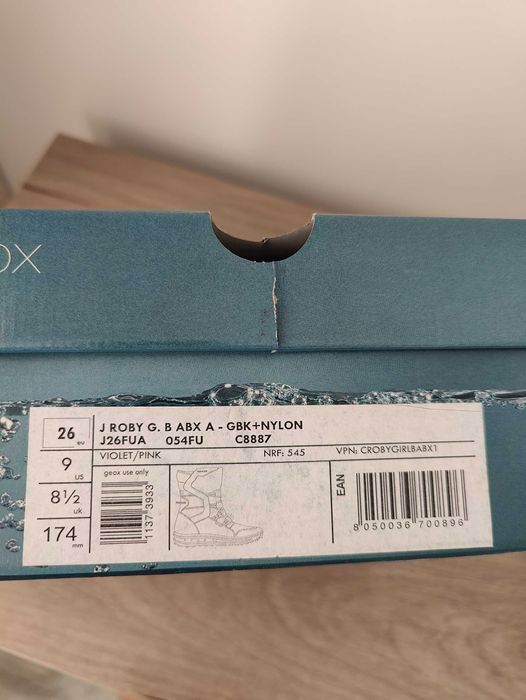 OX
26 eu
J ROBY G. B ABX A - GBK+NYLON
J26FUA 054FU C8887
VIOLET/PINK NRF: 545 VPN: CROBYGIRLBABX1
9 us
8½ uk
174 mm
geox use only
1137 3933
EAN
8 050036 700896